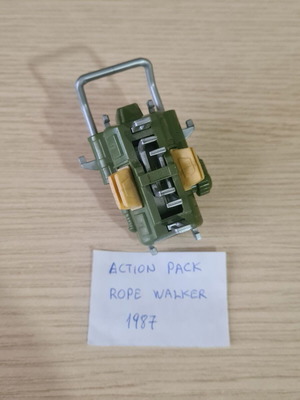 ACTION PACK
ROPE WALKER
1987